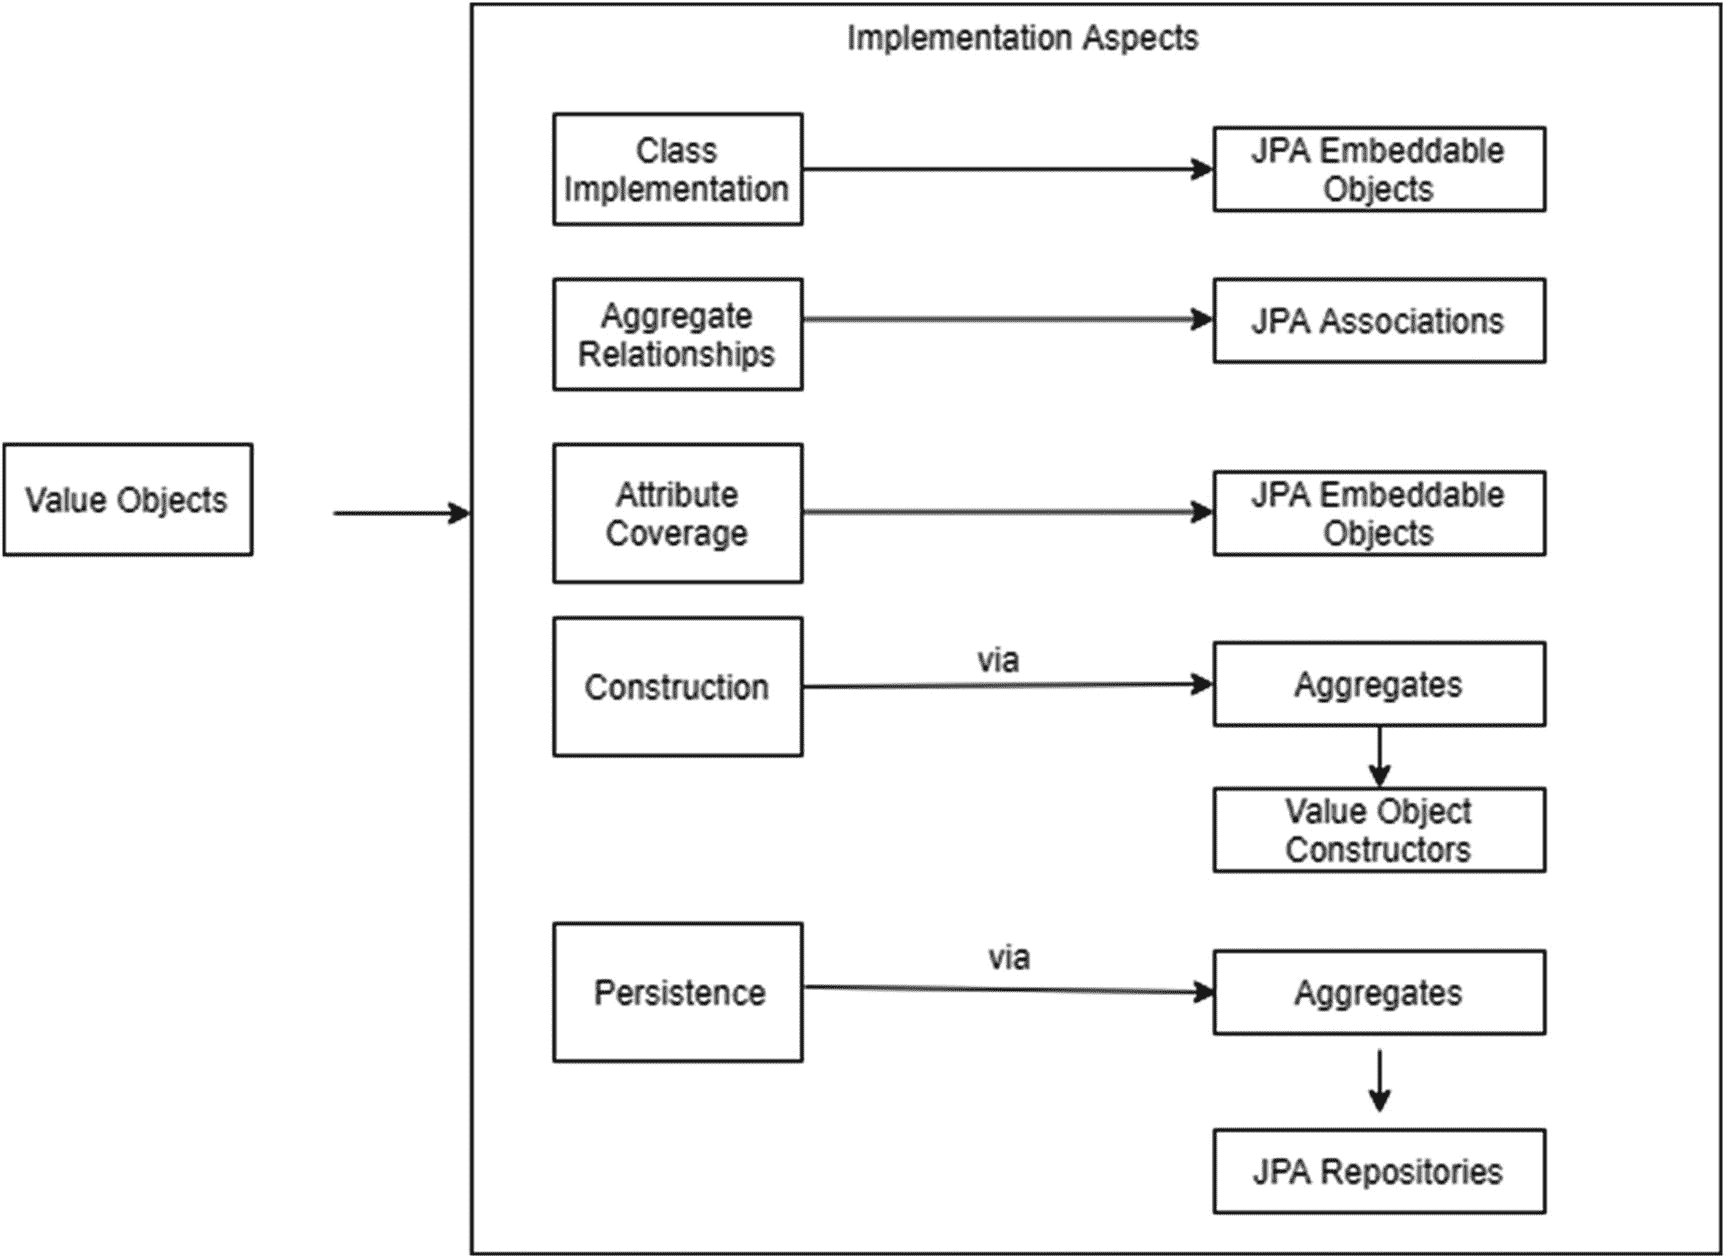 Implementation Aspects
Class
Implementation
JPA Embeddable
Objects
Aggregate
Relationships
JPA Associations
Value Objects
Attribute
Coverage
JPA Embeddable
Objects
Construction
via
Aggregates
Value Object
Constructors
Persistence
via
Aggregates
JPA Repositories